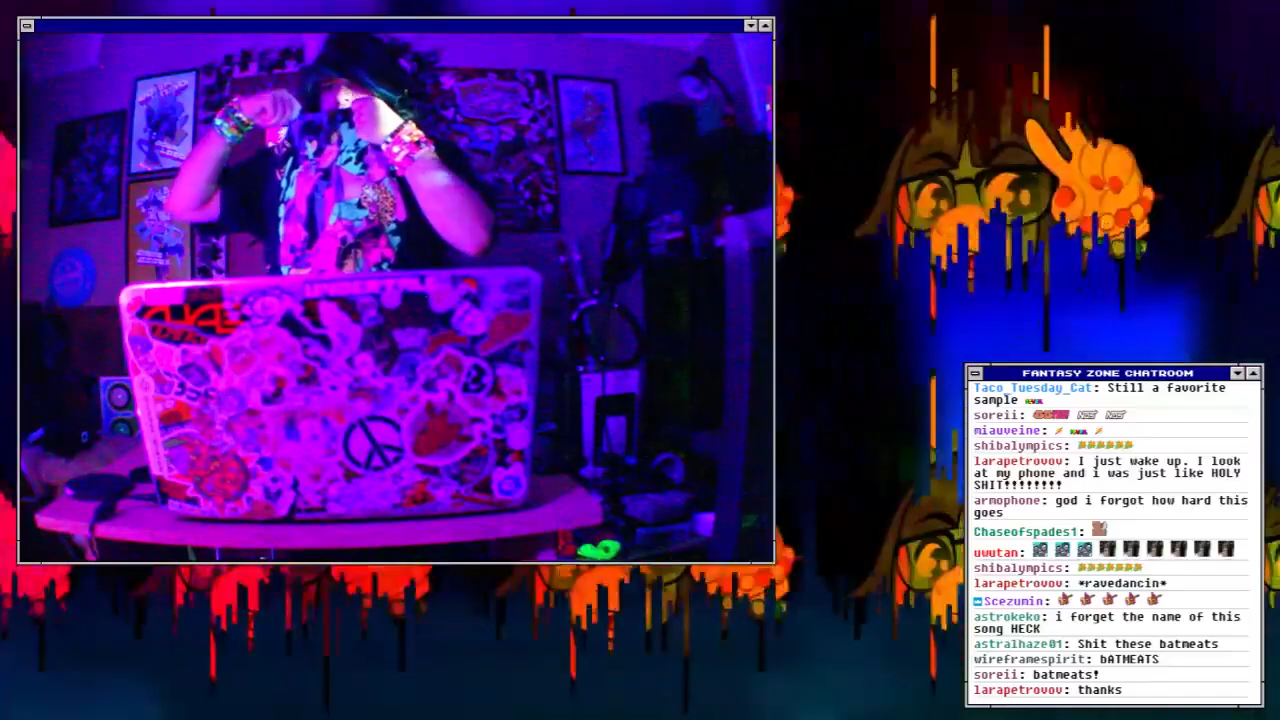 FANTASY ZONE CHATROOM
Taco_Tuesday_Cat: Still a favorite
sample
soreii:
miauveine:
shibalympics:
larapetrovov: I just wake up. I look
at my phone and i was just like HOLY
SHIT!!!!!!!!
armophone: god i forgot how hard this
goes
Chaseofspades1:
uwutan:
shibalympics:
larapetrovov: *ravedancin*
Scezumin:
astrokeko: i forget the name of this
song HECK
astralhaze01: Shit these batmeats
wireframespirit: bATMEATS
soreii: batmeats!
larapetrovov: thanks